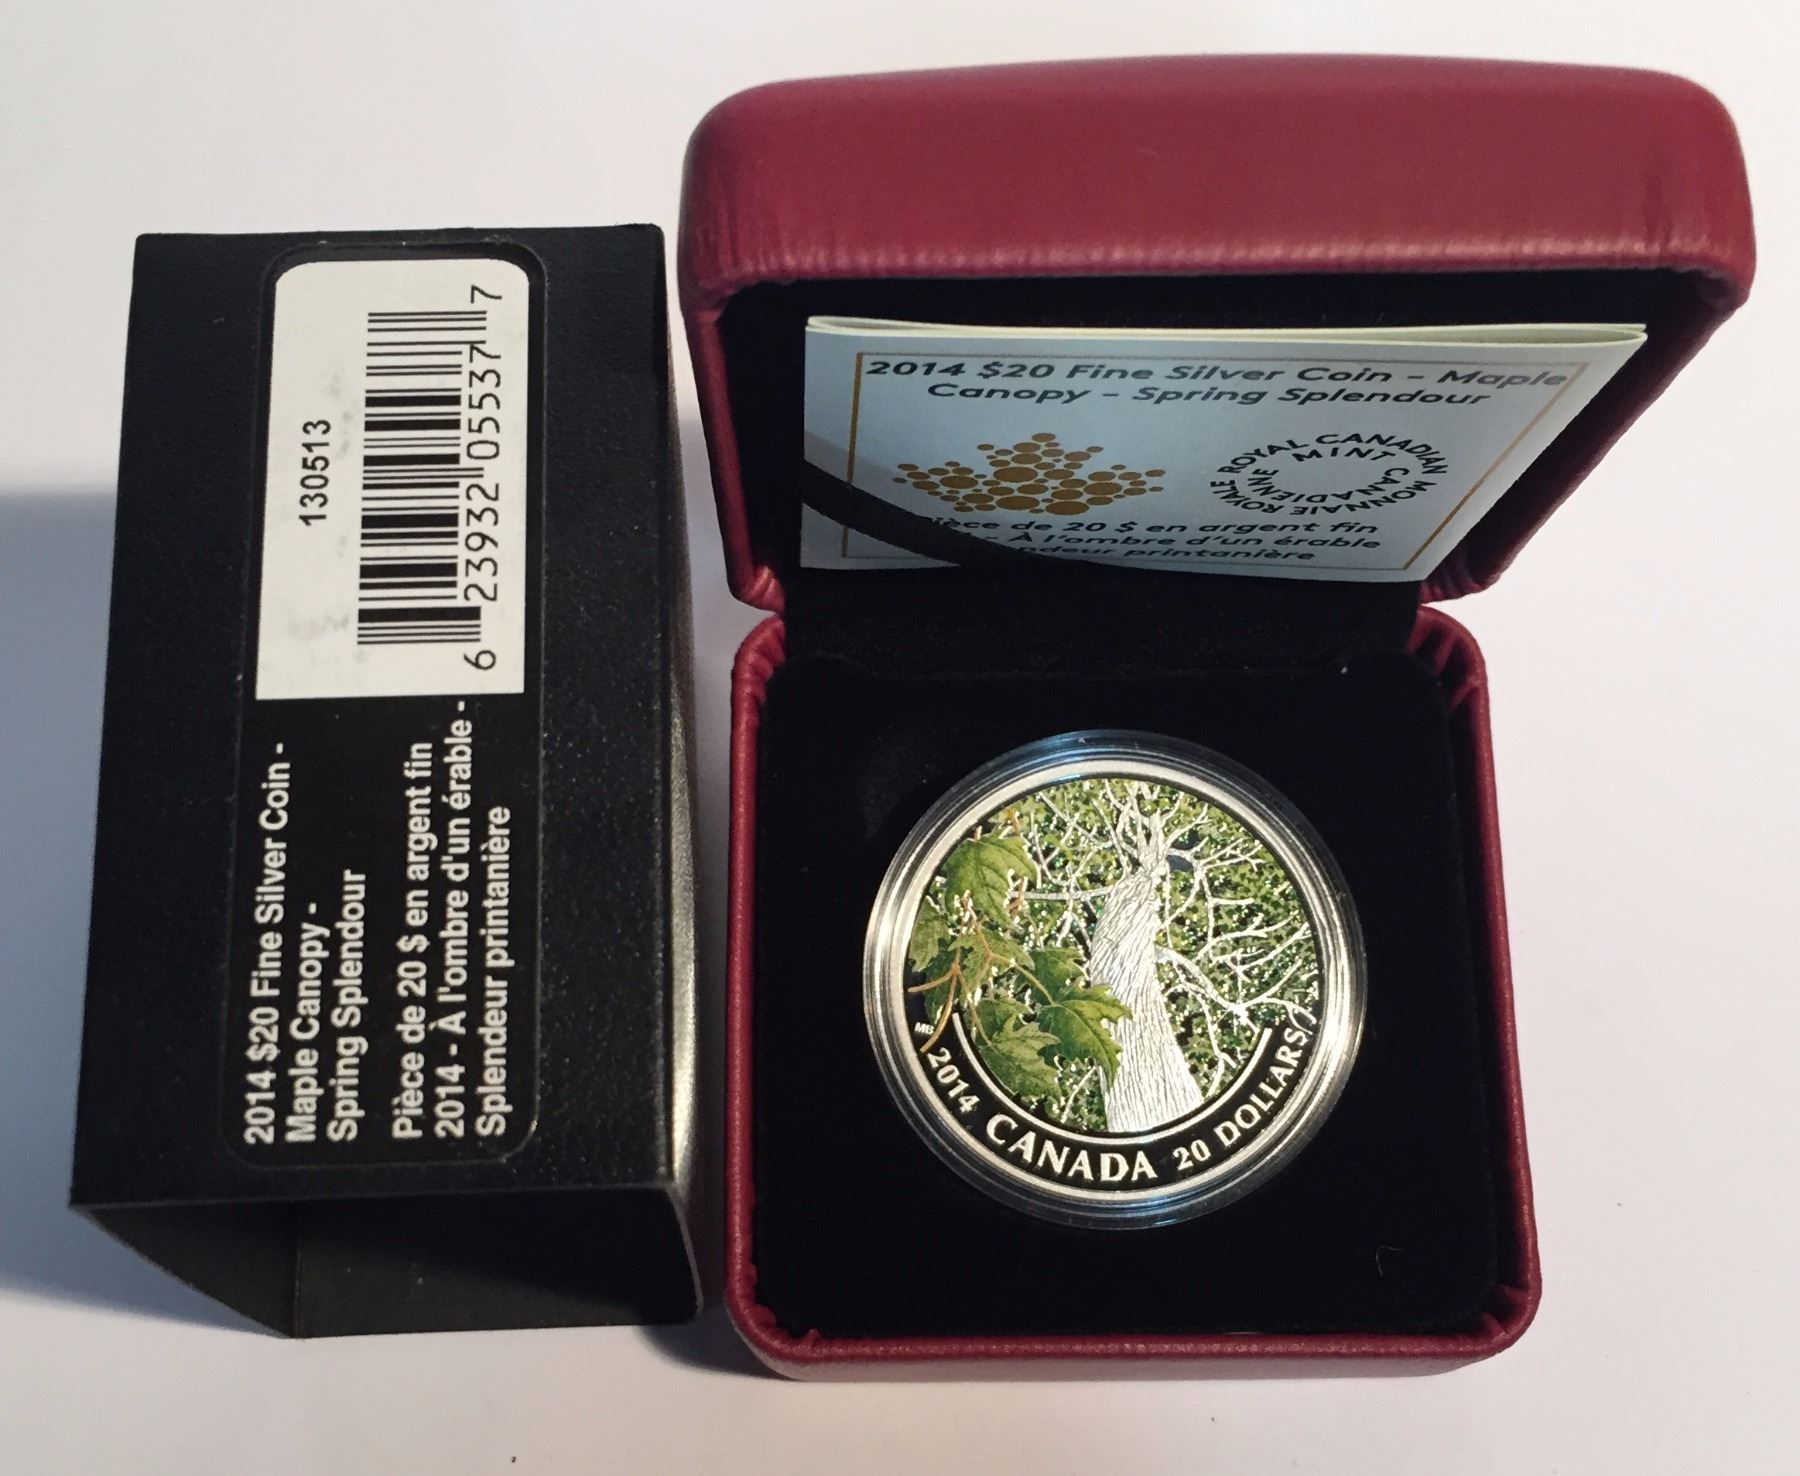 130513
6 23932 05537 7
2014 $20 Fine Silver Coin -
Maple Canopy -
Spring Splendour
Pièce de 20 $ en argent fin
2014 - À l'ombre d'un érable -
Splendeur printanière
2014 $20 Fine Silver Coin – Maple
Canopy – Spring Splendour
ROYAL CANADIAN
MINT
MONNAIE ROYALE
CANADIENNE
de 20 $ en argent fin
– À l'ombre d'un érable
printanière
MB
2014 CANADA 20 DOLLARS